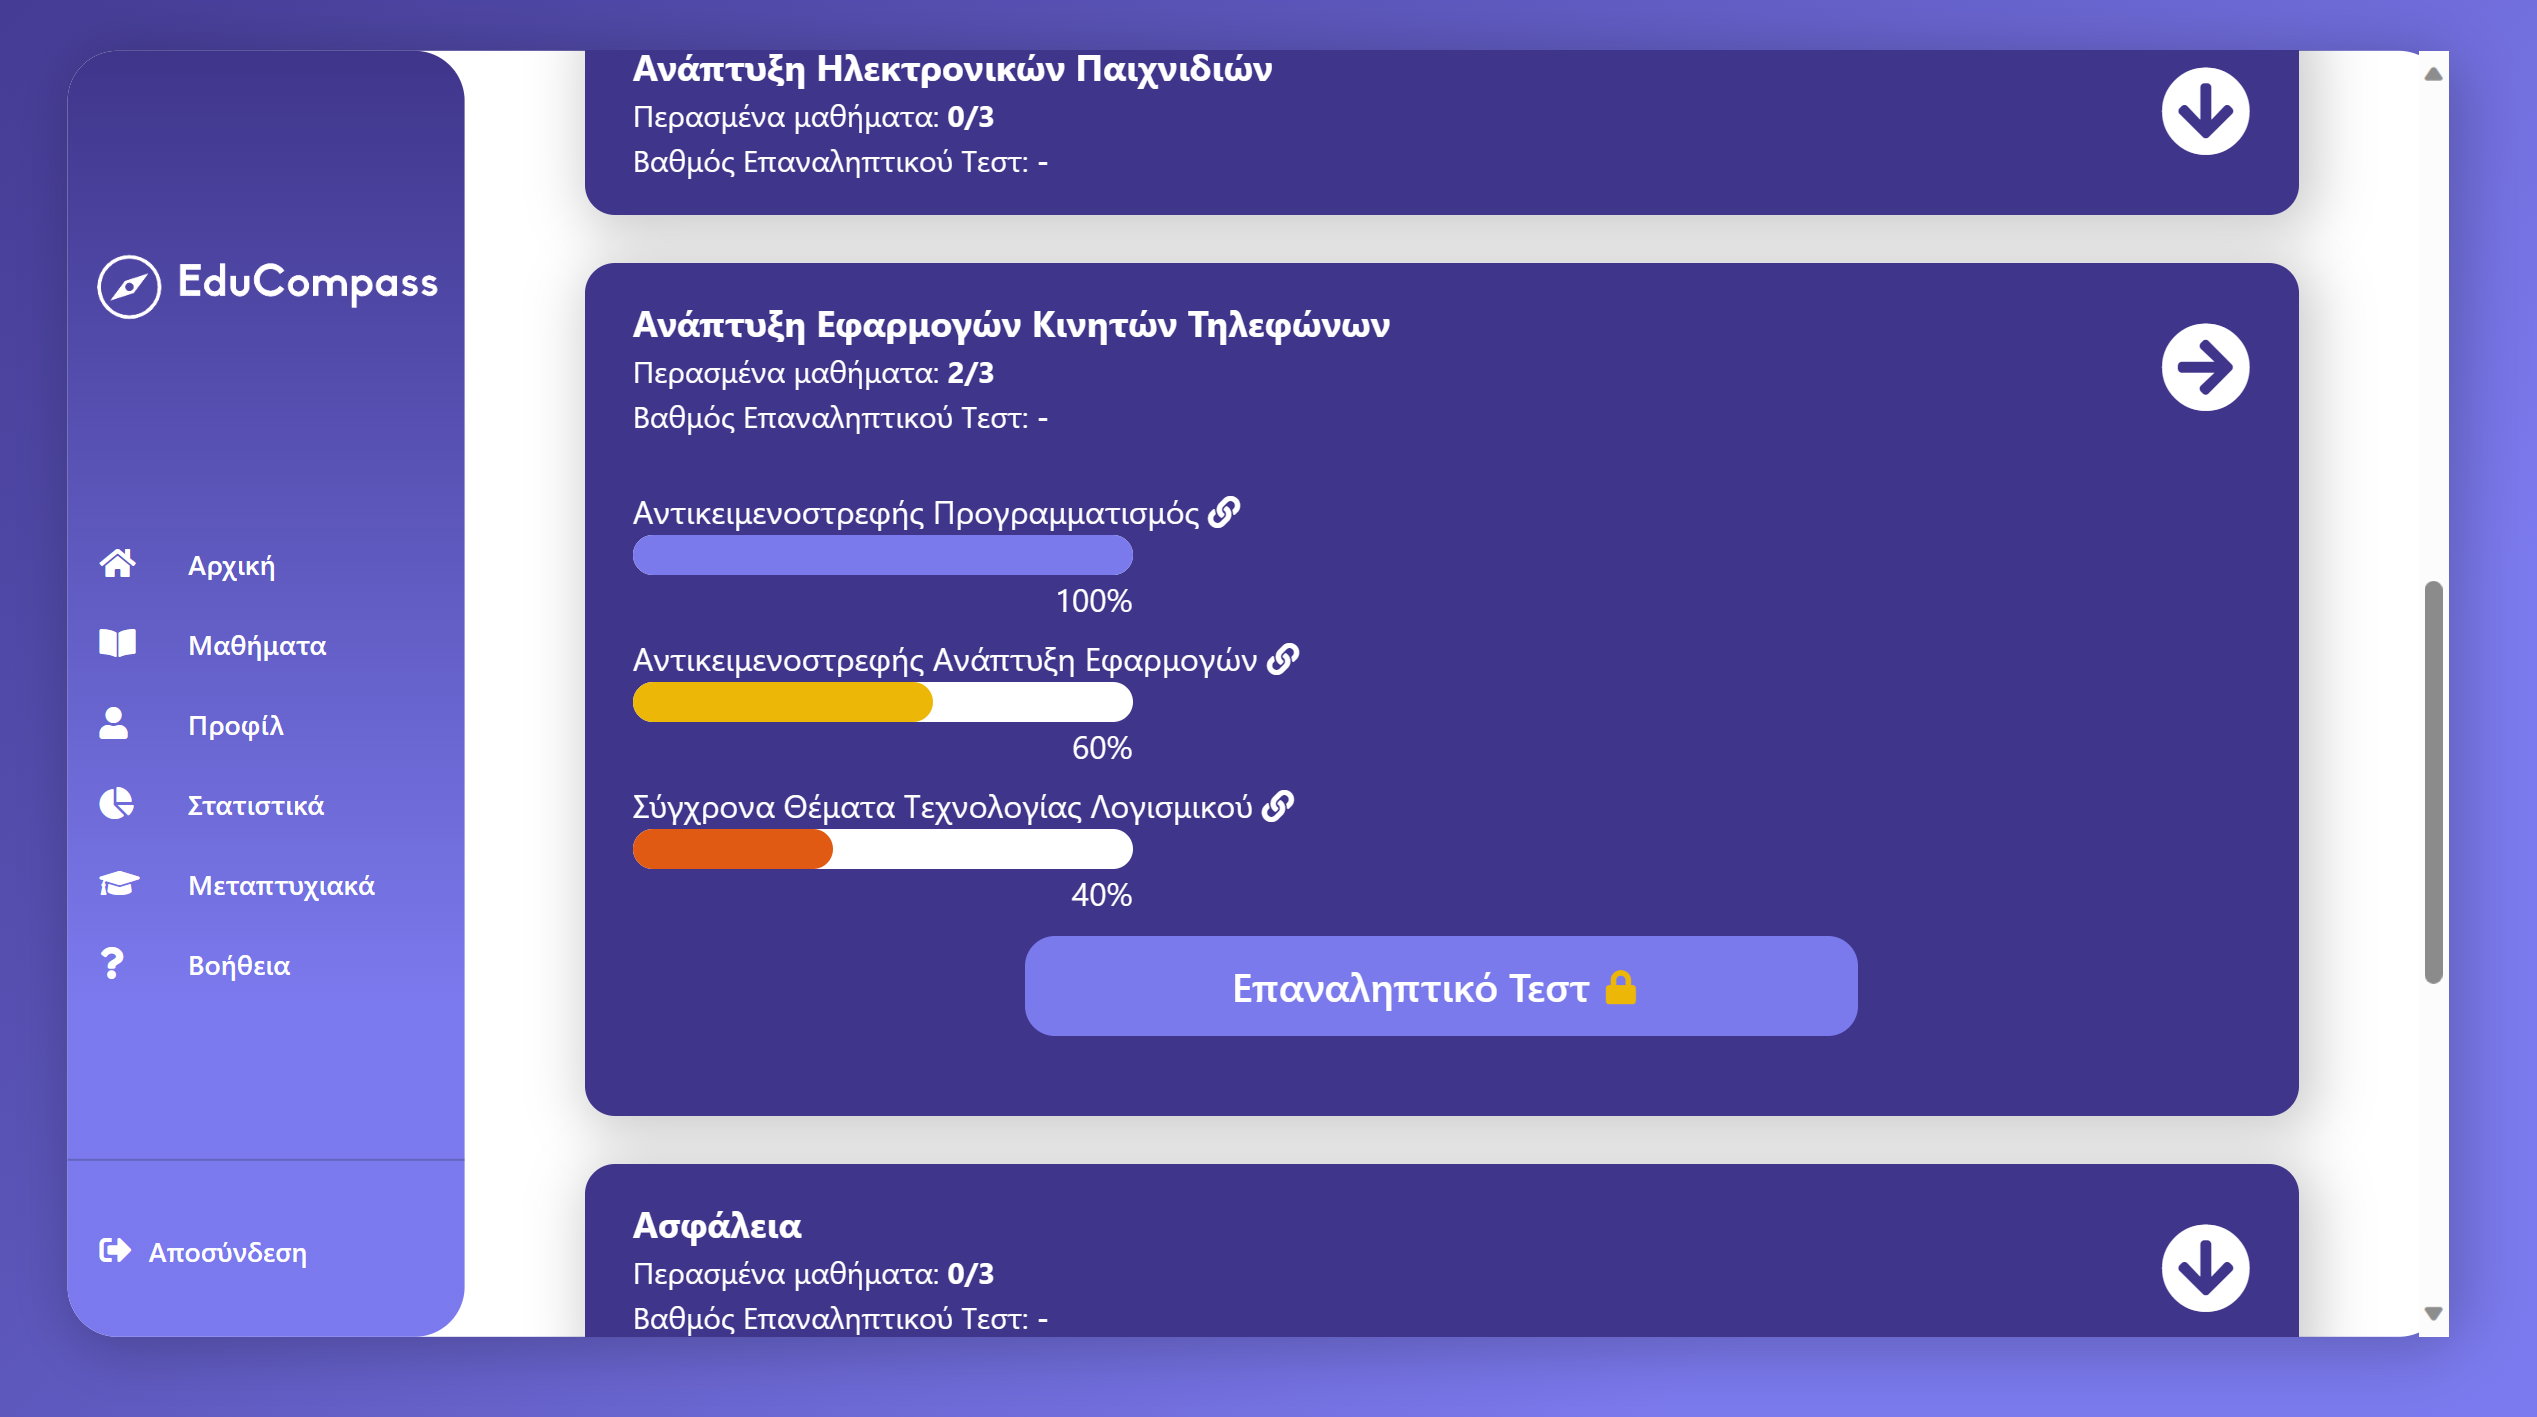 EduCompass
Αρχική
Μαθήματα
Προφίλ
Στατιστικά
Μεταπτυχιακά
Βοήθεια
Αποσύνδεση
Ανάπτυξη Ηλεκτρονικών Παιχνιδιών
Περασμένα μαθήματα: 0/3
Βαθμός Επαναληπτικού Τεστ: -
Ανάπτυξη Εφαρμογών Κινητών Τηλεφώνων
Περασμένα μαθήματα: 2/3
Βαθμός Επαναληπτικού Τεστ: -
Αντικειμενοστρεφής Προγραμματισμός
100%
Αντικειμενοστρεφής Ανάπτυξη Εφαρμογών
60%
Σύγχρονα Θέματα Τεχνολογίας Λογισμικού
40%
Επαναληπτικό Τεστ
Ασφάλεια
Περασμένα μαθήματα: 0/3
Βαθμός Επαναληπτικού Τεστ: -